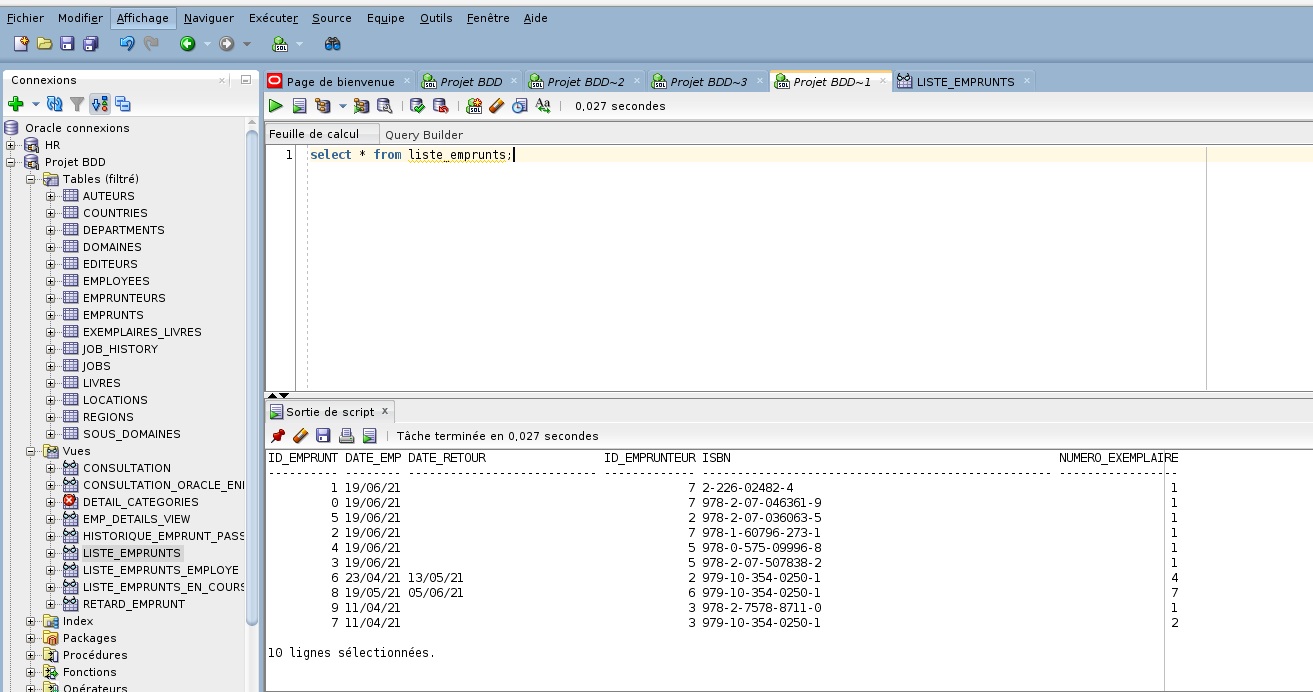 Fichier Modifier Affichage Naviguer Exécuter Source Equipe Outils Fenêtre Aide
Connexions
Page de bienvenue Projet BDD Projet BDD~2 Projet BDD~3 Projet BDD~1 LISTE_EMPRUNTS
0,027 secondes
Feuille de calcul Query Builder
1 select * from liste_emprunts;
Oracle connexions
HR
Projet BDD
Tables (filtré)
AUTEURS
COUNTRIES
DEPARTMENTS
DOMAINES
EDITEURS
EMPLOYEES
EMPRUNTEURS
EMPRUNTS
EXEMPLAIRES_LIVRES
JOB_HISTORY
JOBS
LIVRES
LOCATIONS
REGIONS
SOUS_DOMAINES
Vues
CONSULTATION
CONSULTATION_ORACLE_ENI
DETAIL_CATEGORIES
EMP_DETAILS_VIEW
HISTORIQUE_EMPRUNT_PASS
LISTE_EMPRUNTS
LISTE_EMPRUNTS_EMPLOYE
LISTE_EMPRUNTS_EN_COURS
RETARD_EMPRUNT
Index
Packages
Procédures
Fonctions
Opérateurs
Sortie de script
Tâche terminée en 0,027 secondes
ID_EMPRUNT DATE_EMP DATE_RETOUR ID_EMPRUNTEUR ISBN NUMERO_EXEMPLAIRE
1 19/06/21 7 2-226-02482-4 1
0 19/06/21 7 978-2-07-046361-9 1
5 19/06/21 2 978-2-07-036063-5 1
2 19/06/21 7 978-1-60796-273-1 1
4 19/06/21 5 978-0-575-09996-8 1
3 19/06/21 5 978-2-07-507838-2 1
6 23/04/21 13/05/21 2 979-10-354-0250-1 4
8 19/05/21 05/06/21 6 979-10-354-0250-1 7
9 11/04/21 3 978-2-7578-8711-0 1
7 11/04/21 3 979-10-354-0250-1 2
10 lignes sélectionnées.